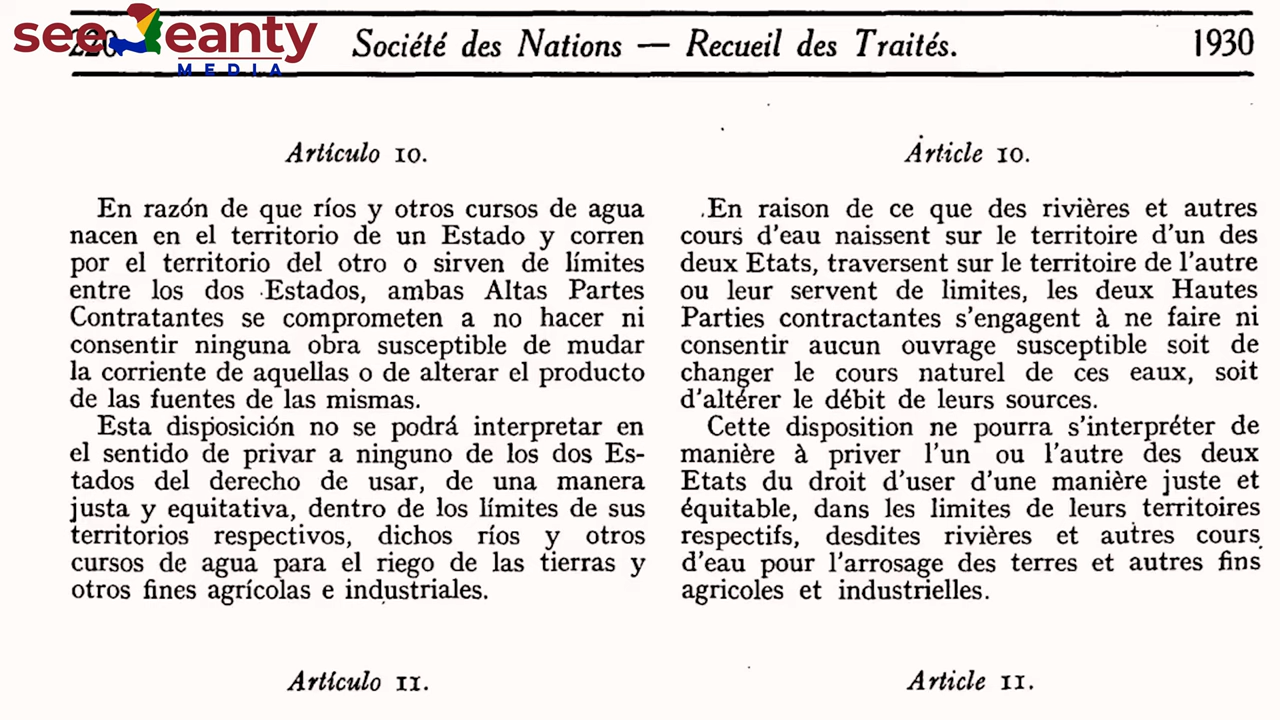 seejeanty
MEDIA
220 Société des Nations — Recueil des Traités. 1930
Artículo 10.
En razón de que ríos y otros cursos de agua
nacen en el territorio de un Estado y corren
por el territorio del otro o sirven de límites
entre los dos Estados, ambas Altas Partes
Contratantes se comprometen a no hacer ni
consentir ninguna obra susceptible de mudar
la corriente de aquellas o de alterar el producto
de las fuentes de las mismas.
Esta disposición no se podrá interpretar en
el sentido de privar a ninguno de los dos Es-
tados del derecho de usar, de una manera
justa y equitativa, dentro de los límites de sus
territorios respectivos, dichos ríos y otros
cursos de agua para el riego de las tierras y
otros fines agrícolas e industriales.
Artículo 11.
Article 10.
En raison de ce que des rivières et autres
cours d'eau naissent sur le territoire d'un des
deux Etats, traversent sur le territoire de l'autre
ou leur servent de limites, les deux Hautes
Parties contractantes s'engagent à ne faire ni
consentir aucun ouvrage susceptible soit de
changer le cours naturel de ces eaux, soit
d'altérer le débit de leurs sources.
Cette disposition ne pourra s'interpréter de
manière à priver l'un ou l'autre des deux
Etats du droit d'user d'une manière juste et
équitable, dans les limites de leurs territoires
respectifs, desdites rivières et autres cours
d'eau pour l'arrosage des terres et autres fins
agricoles et industrielles.
Article 11.